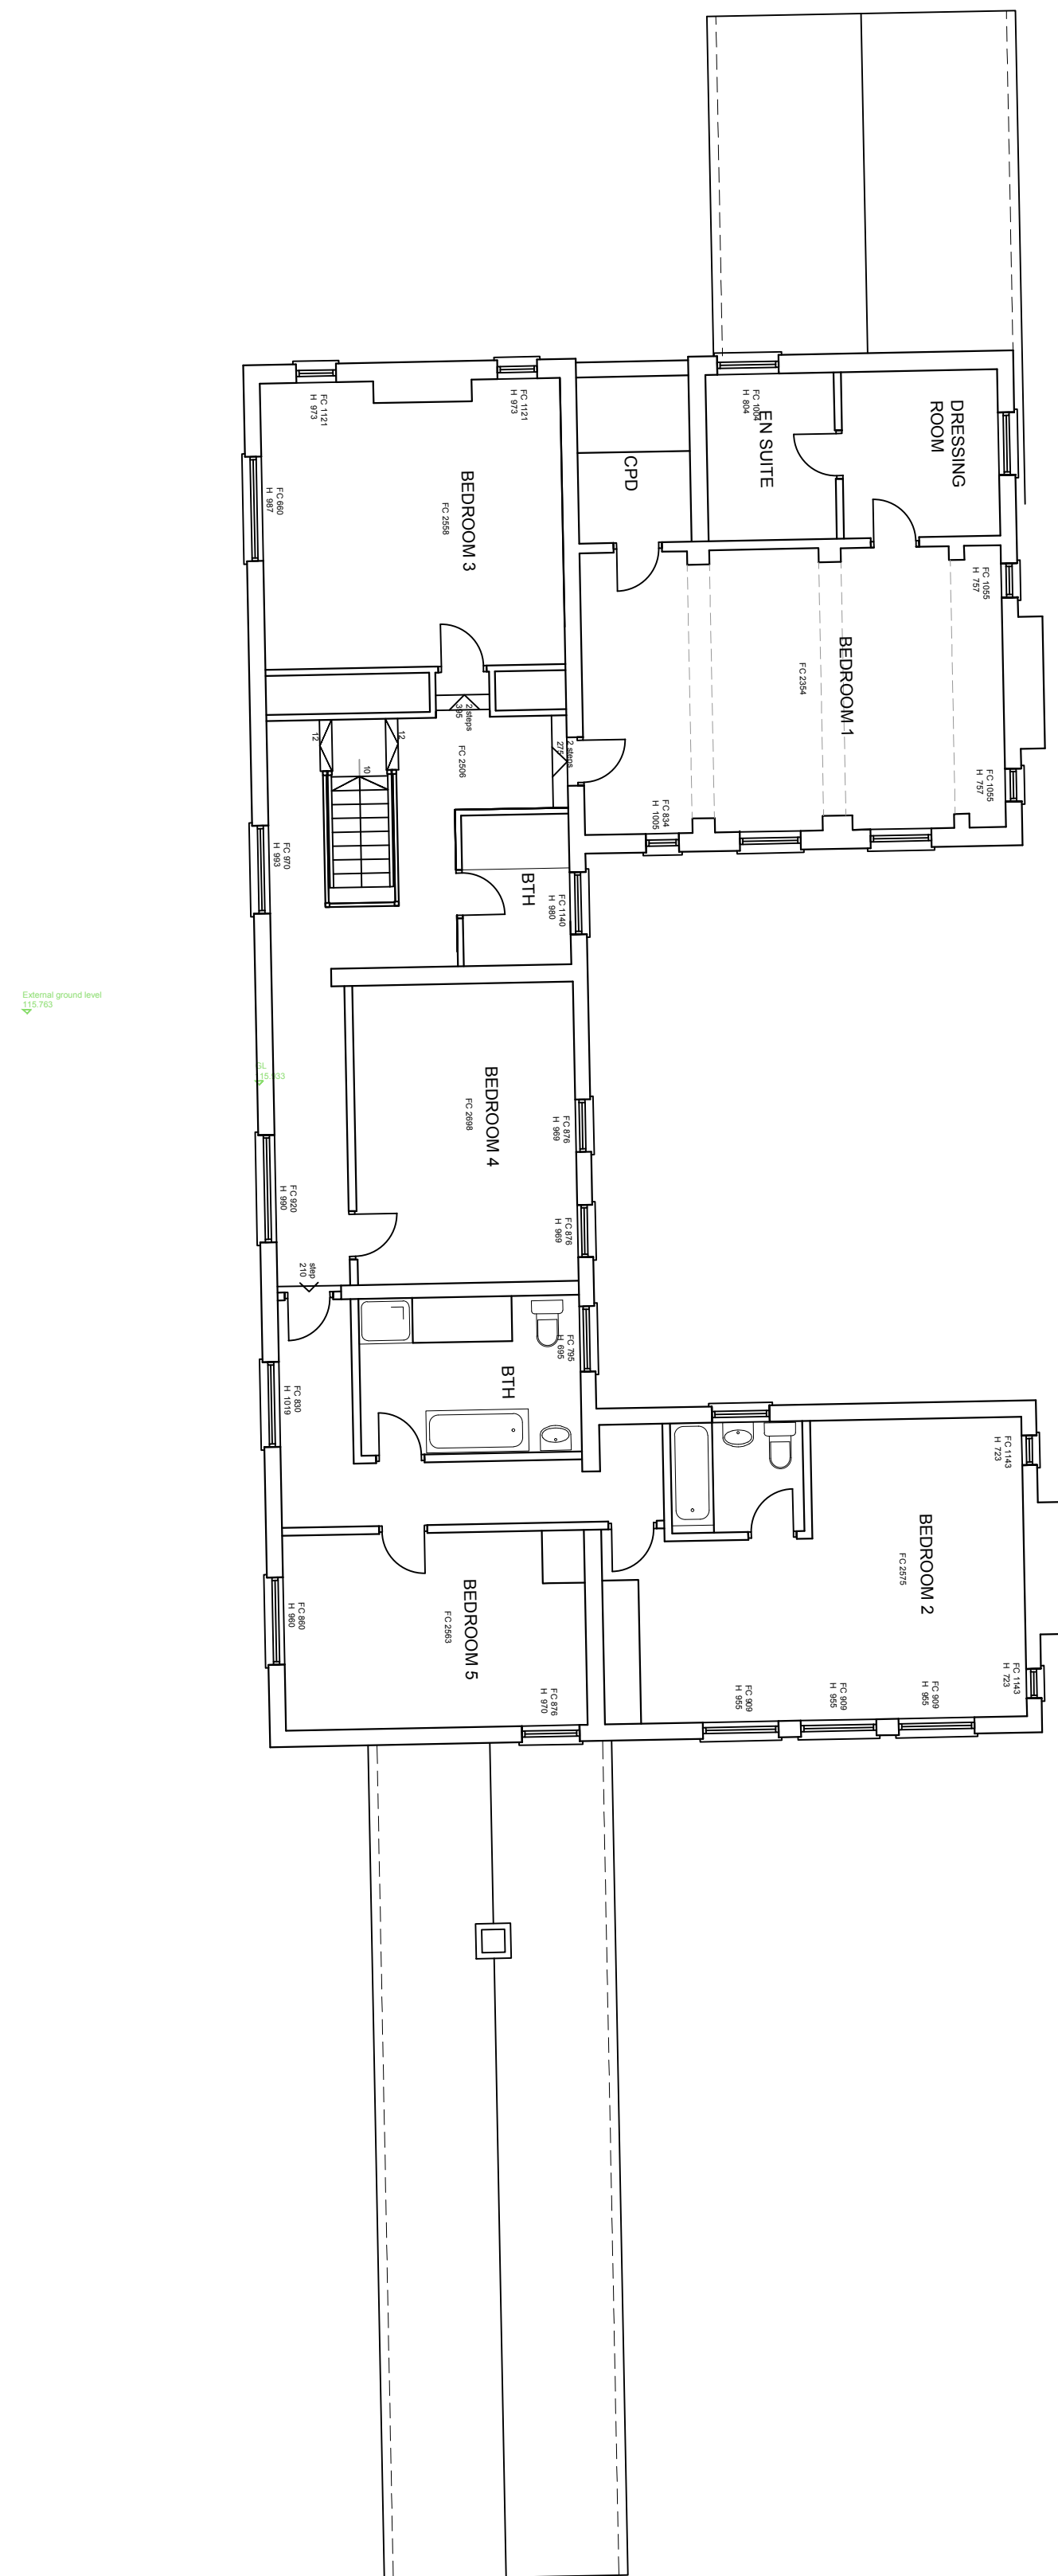 DRESSING
ROOM
EN SUITE
FC 1004
H 804
CPD
FC 1121
H 973
FC 1121
H 973
BEDROOM 3
FC 2558
FC 660
H 987
FC 1055
H 757
BEDROOM 1
FC 2354
FC 1055
H 757
FC 834
H 1005
2 steps
395
2 steps
275
FC 2506
12
12
10
FC 970
H 993
BTH
FC 1140
H 980
External ground level
115.763
BEDROOM 4
FC 2698
FC 876
H 969
FC 876
H 969
FC 920
H 990
step
210
FC 795
H 695
BTH
FC 830
H 1019
FC 1143
H 723
BEDROOM 2
FC 2575
FC 1143
H 723
FC 909
H 955
FC 909
H 955
FC 909
H 955
BEDROOM 5
FC 2563
FC 860
H 960
FC 876
H 970